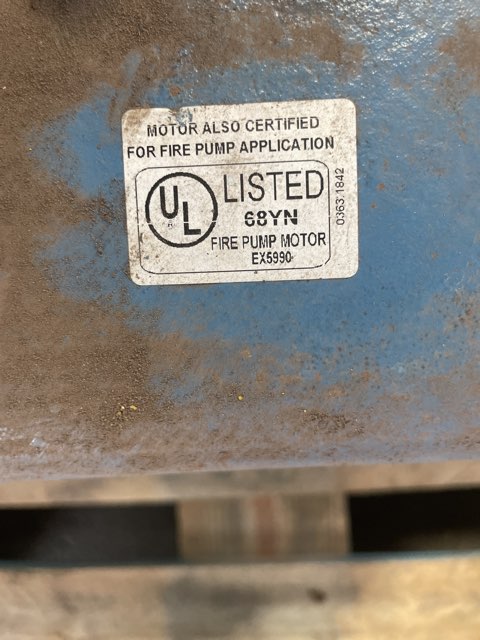 MOTOR ALSO CERTIFIED
FOR FIRE PUMP APPLICATION
UL LISTED
68YN
FIRE PUMP MOTOR
EX5990
0363.1842